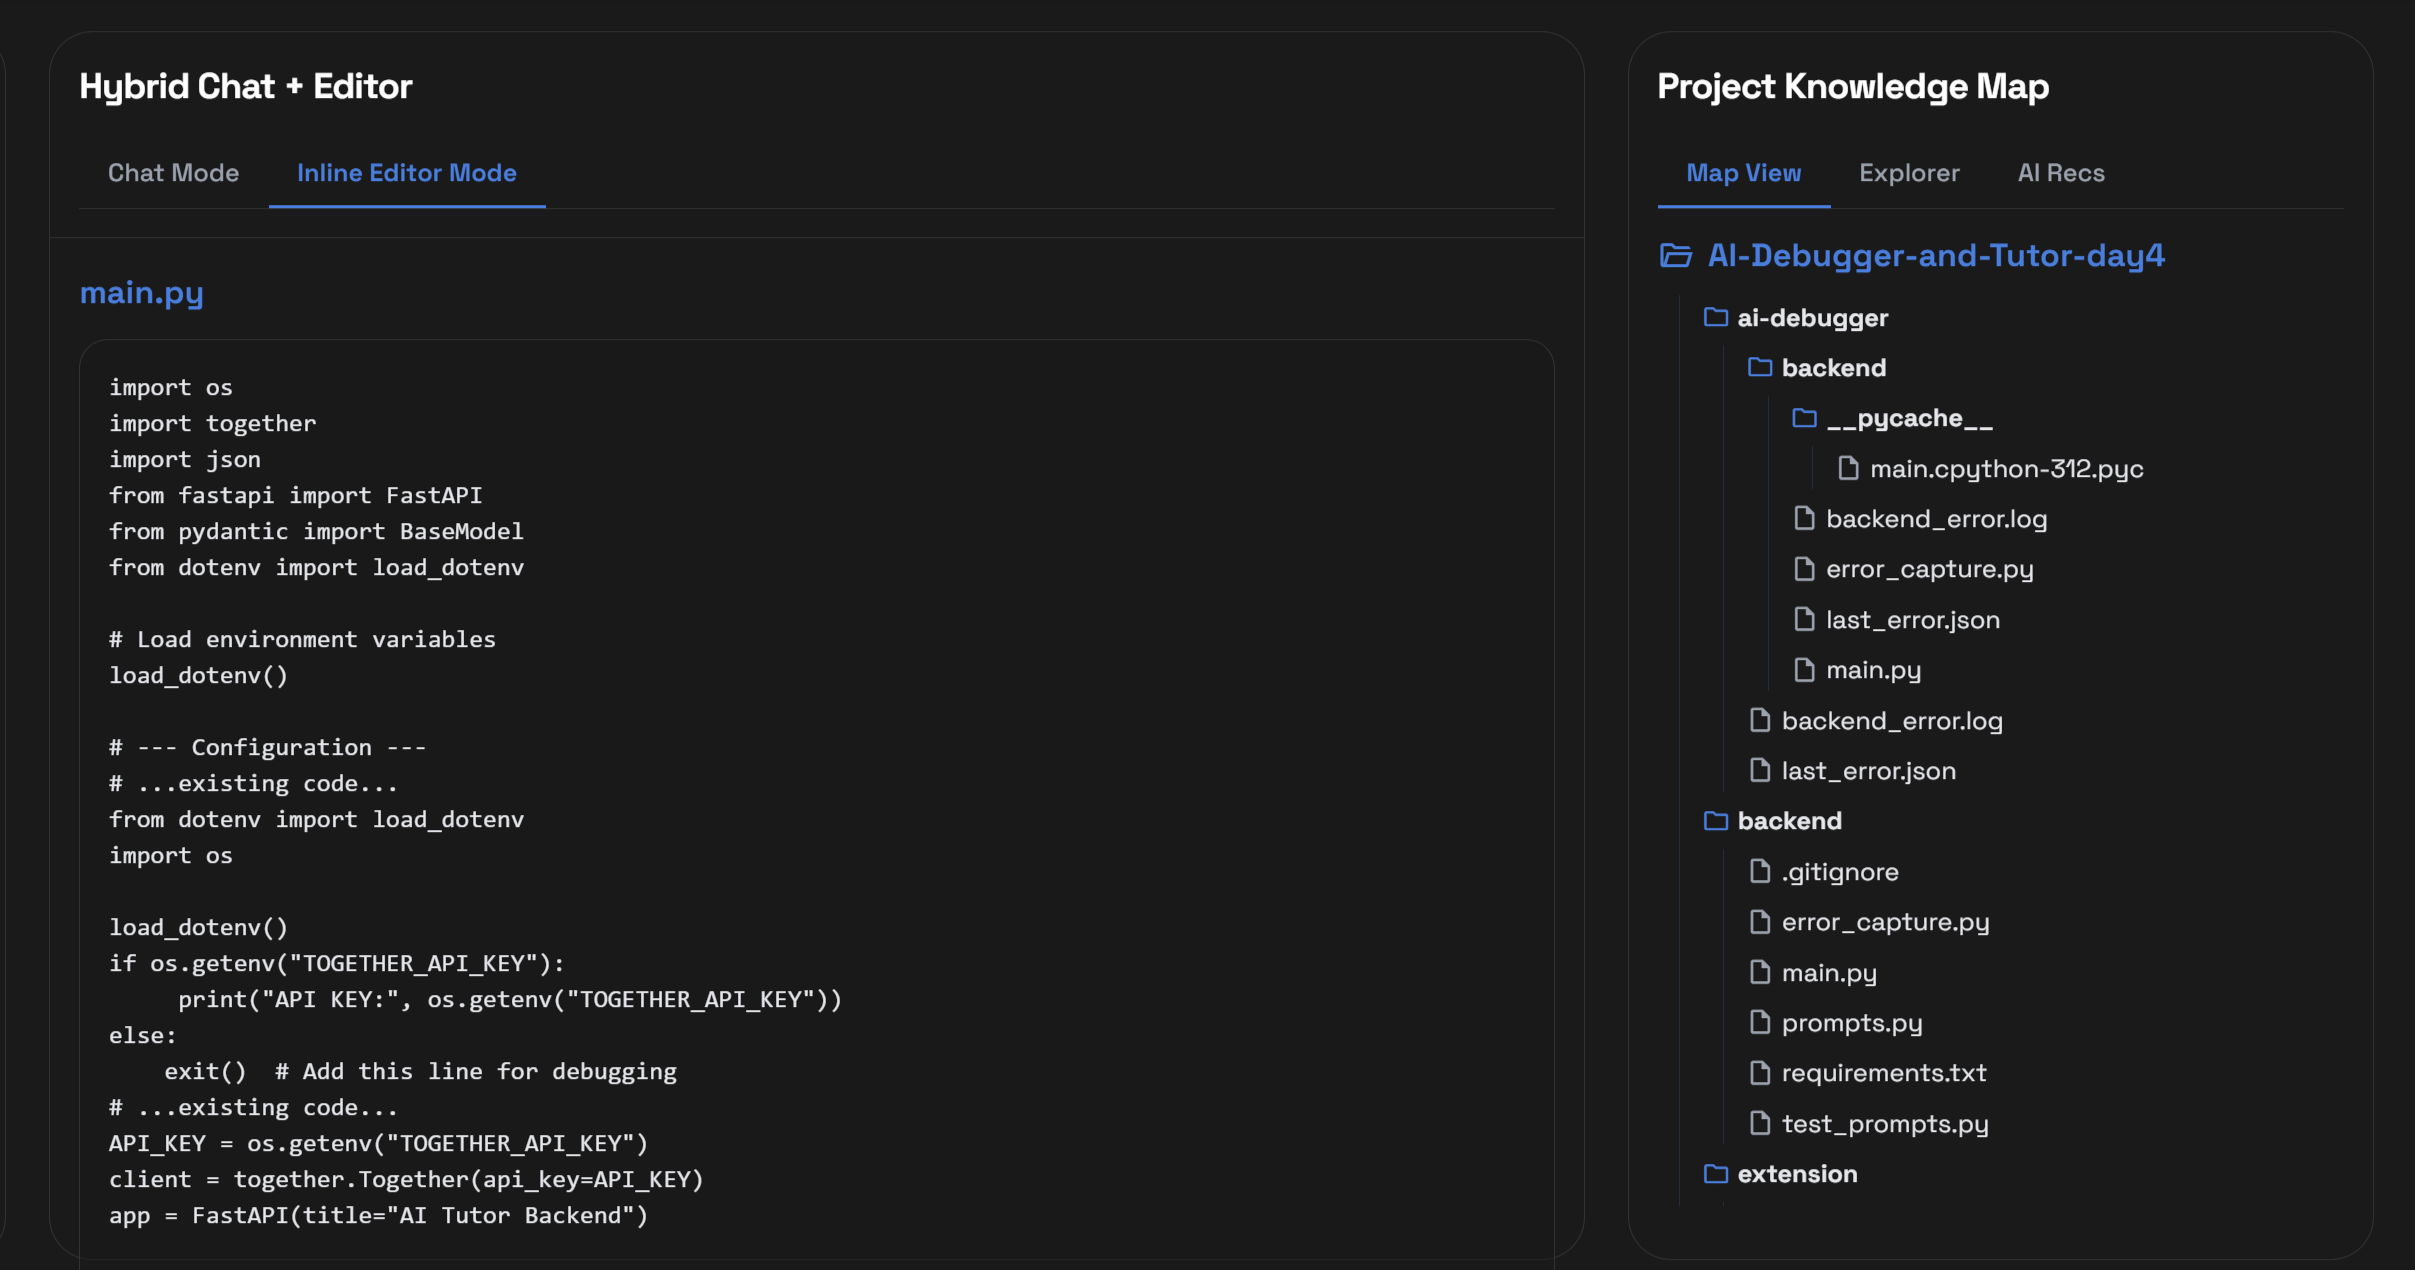 Hybrid Chat + Editor
Chat Mode
Inline Editor Mode
main.py
import os
import together
import json
from fastapi import FastAPI
from pydantic import BaseModel
from dotenv import load_dotenv
# Load environment variables
load_dotenv()
# --- Configuration ---
# ...existing code...
from dotenv import load_dotenv
import os
load_dotenv()
if os.getenv("TOGETHER_API_KEY"):
     print("API KEY:", os.getenv("TOGETHER_API_KEY"))
else:
    exit()  # Add this line for debugging
# ...existing code...
API_KEY = os.getenv("TOGETHER_API_KEY")
client = together.Together(api_key=API_KEY)
app = FastAPI(title="AI Tutor Backend")
Project Knowledge Map
Map View
Explorer
AI Recs
AI-Debugger-and-Tutor-day4
ai-debugger
backend
__pycache__
main.cpython-312.pyc
backend_error.log
error_capture.py
last_error.json
main.py
backend_error.log
last_error.json
backend
.gitignore
error_capture.py
main.py
prompts.py
requirements.txt
test_prompts.py
extension